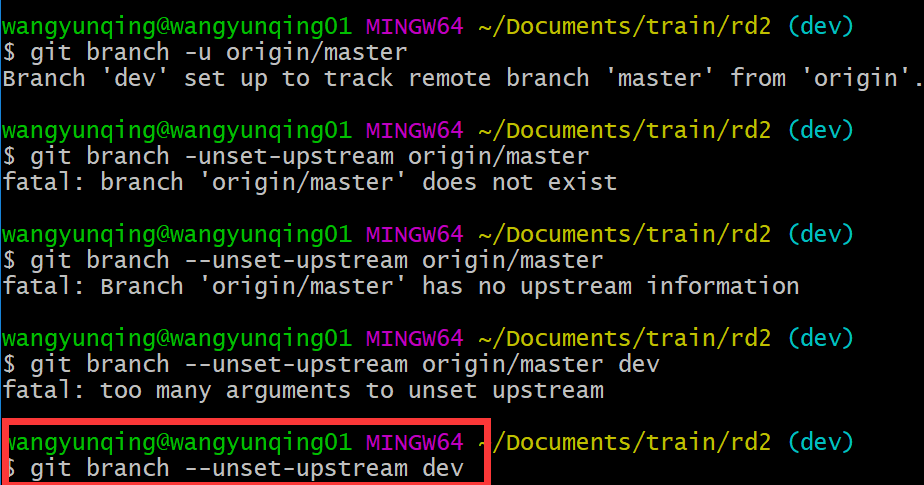 wangyunqing@wangyunqing01 MINGW64 ~/Documents/train/rd2 (dev)
$ git branch -u origin/master
Branch 'dev' set up to track remote branch 'master' from 'origin'.
wangyunqing@wangyunqing01 MINGW64 ~/Documents/train/rd2 (dev)
$ git branch -unset-upstream origin/master
fatal: branch 'origin/master' does not exist
wangyunqing@wangyunqing01 MINGW64 ~/Documents/train/rd2 (dev)
$ git branch --unset-upstream origin/master
fatal: Branch 'origin/master' has no upstream information
wangyunqing@wangyunqing01 MINGW64 ~/Documents/train/rd2 (dev)
$ git branch --unset-upstream origin/master dev
fatal: too many arguments to unset upstream
wangyunqing@wangyunqing01 MINGW64 ~/Documents/train/rd2 (dev)
$ git branch --unset-upstream dev